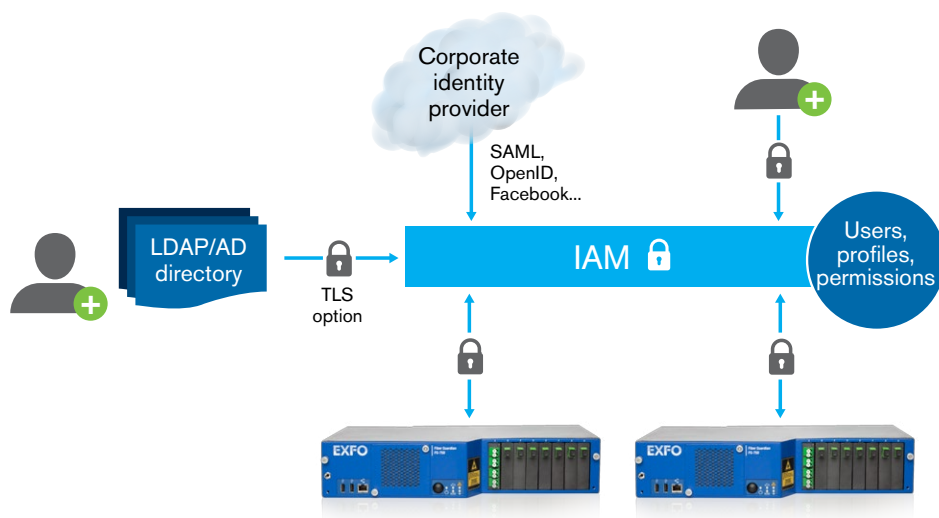 Corporate
identity
provider
SAML,
OpenID,
Facebook...
LDAP/AD
directory
TLS
option
IAM
Users,
profiles,
permissions
EXFO
EXFO